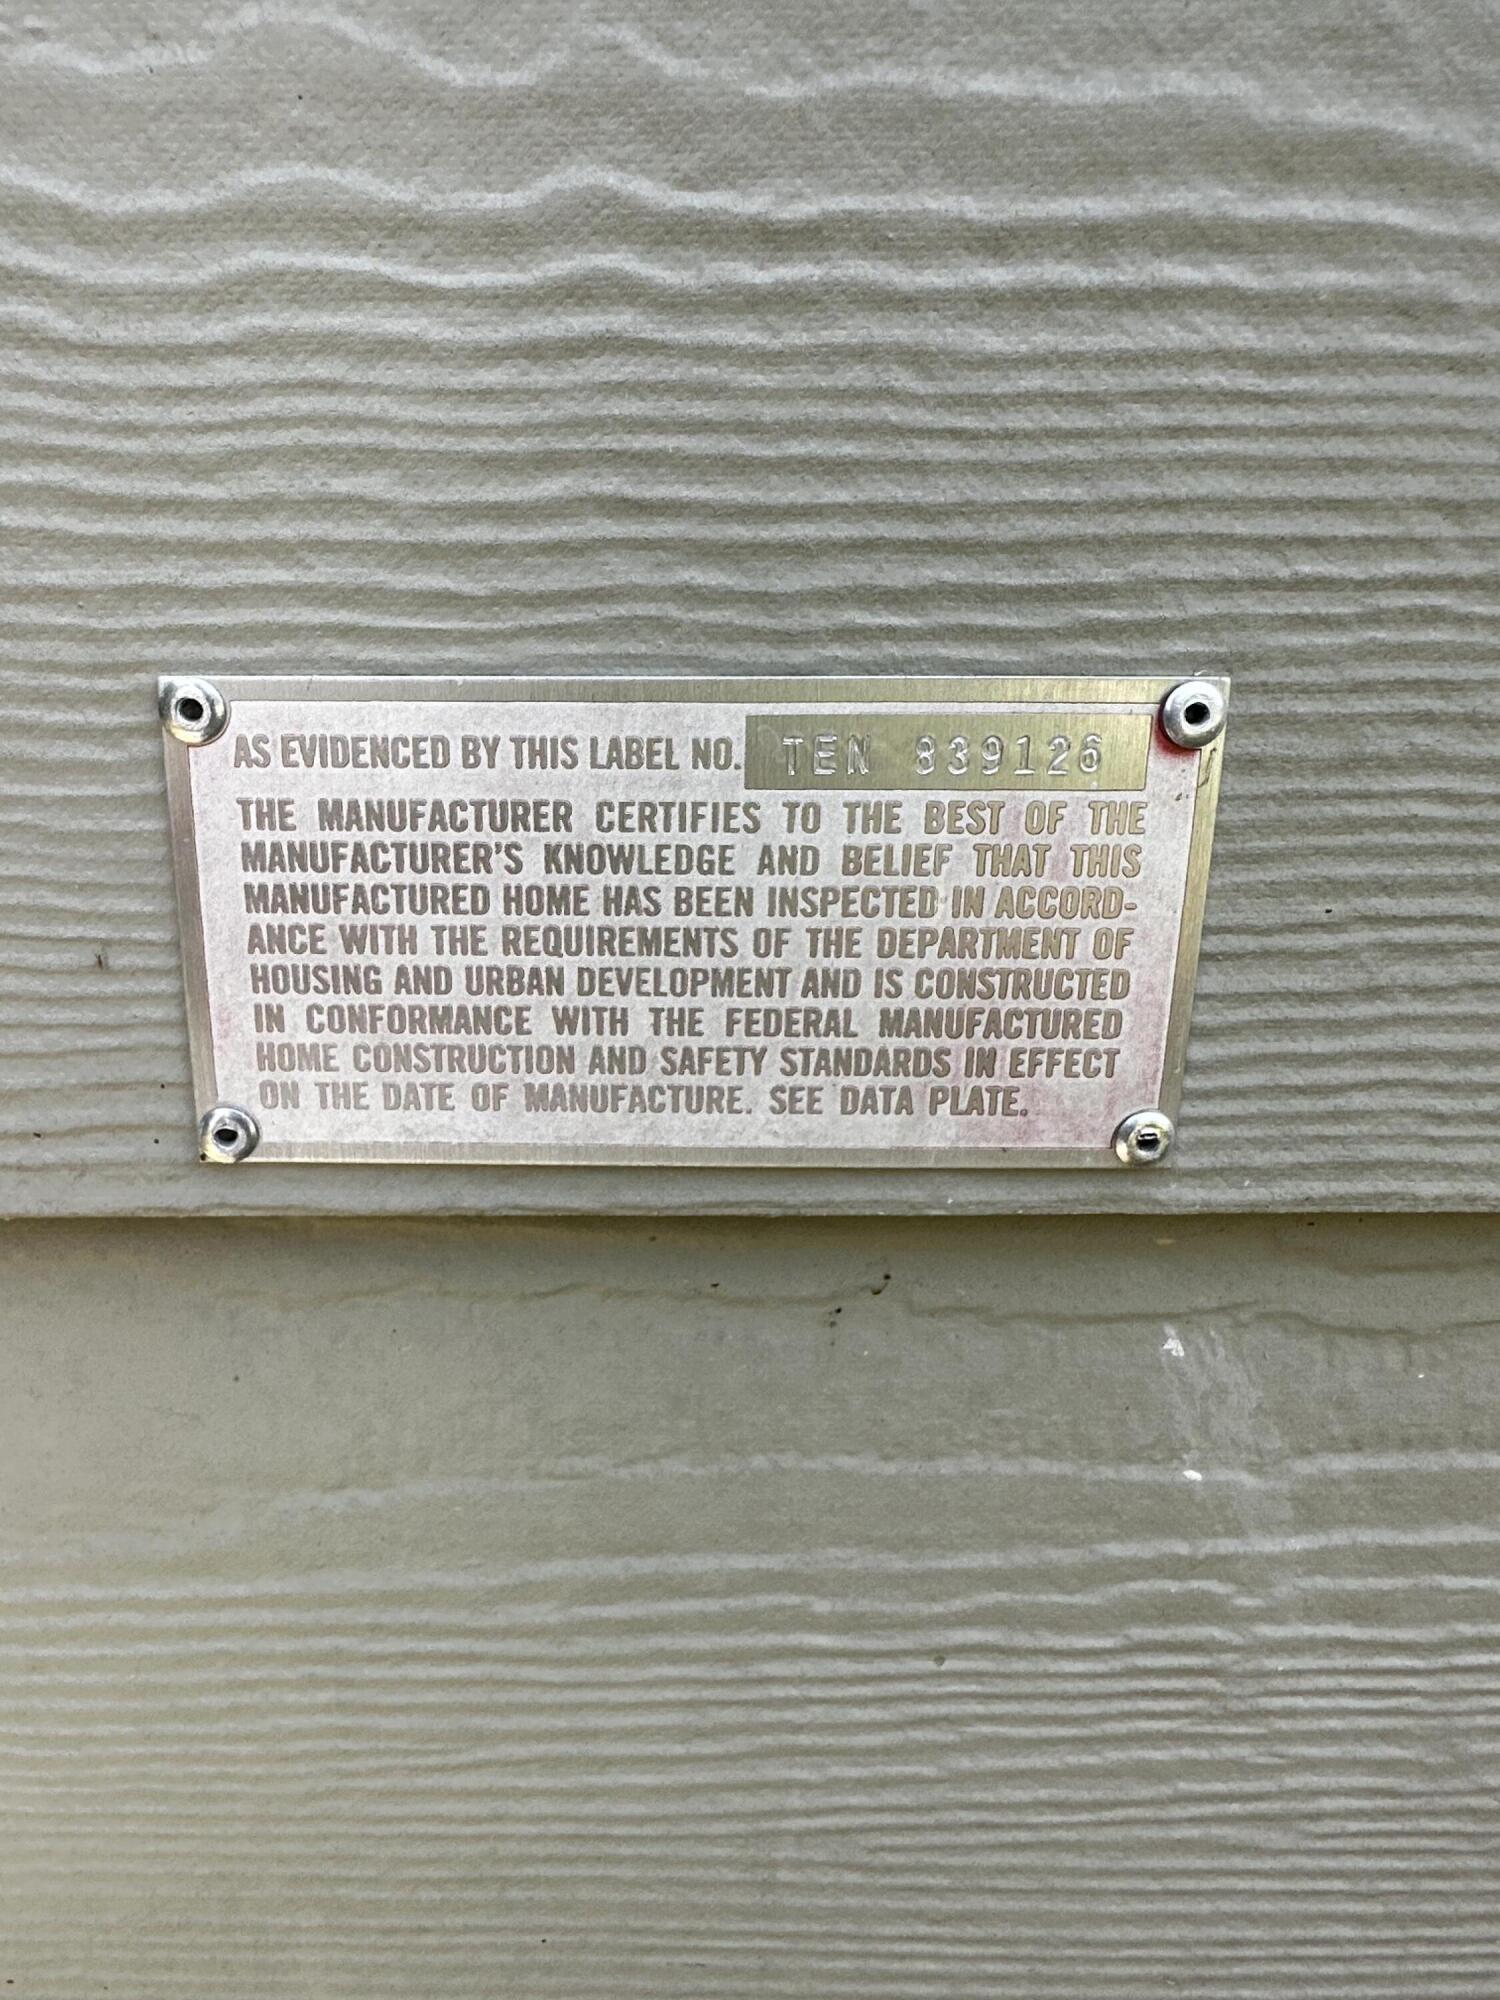 AS EVIDENCED BY THIS LABEL NO. TEN 839126
THE MANUFACTURER CERTIFIES TO THE BEST OF THE
MANUFACTURER'S KNOWLEDGE AND BELIEF THAT THIS
MANUFACTURED HOME HAS BEEN INSPECTED IN ACCORD-
ANCE WITH THE REQUIREMENTS OF THE DEPARTMENT OF
HOUSING AND URBAN DEVELOPMENT AND IS CONSTRUCTED
IN CONFORMANCE WITH THE FEDERAL MANUFACTURED
HOME CONSTRUCTION AND SAFETY STANDARDS IN EFFECT
ON THE DATE OF MANUFACTURE. SEE DATA PLATE.